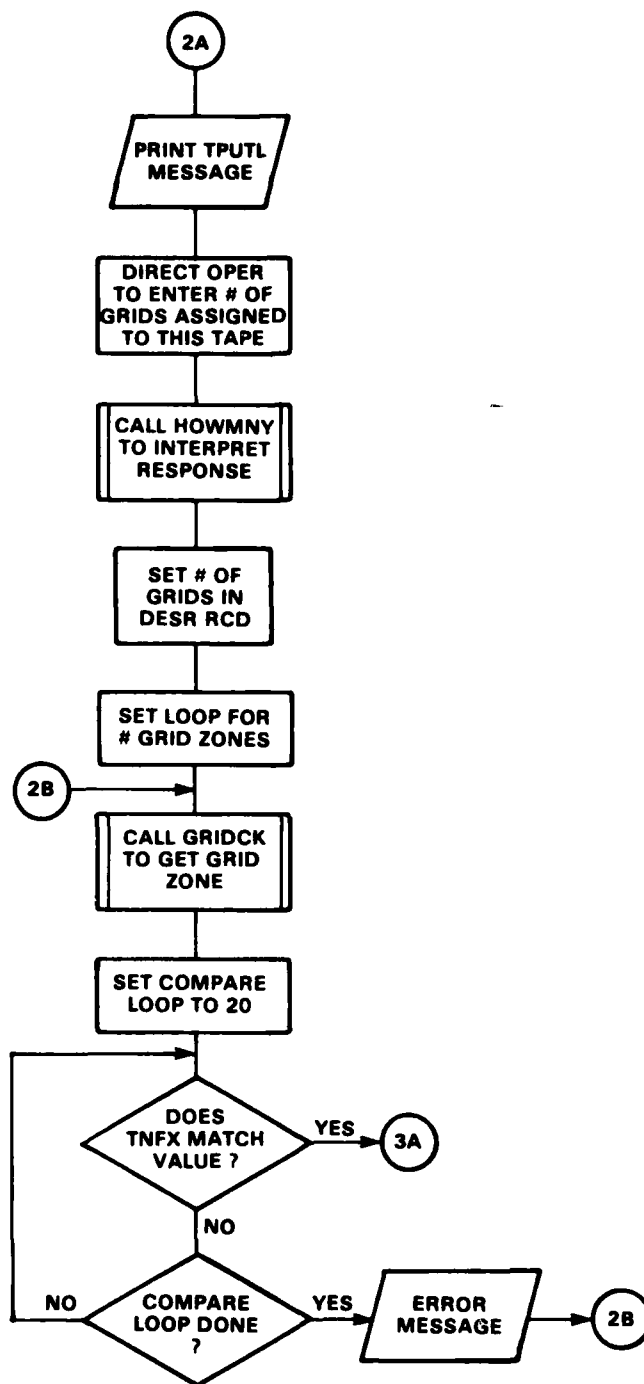 2A
PRINT TPUTL
MESSAGE
DIRECT OPER
TO ENTER # OF
GRIDS ASSIGNED
TO THIS TAPE
CALL HOWMNY
TO INTERPRET
RESPONSE
SET # OF
GRIDS IN
DESR RCD
SET LOOP FOR
# GRID ZONES
2B
CALL GRIDCK
TO GET GRID
ZONE
SET COMPARE
LOOP TO 20
DOES
TNFX MATCH
VALUE ?
YES
3A
NO
COMPARE
LOOP DONE
?
NO
YES
ERROR
MESSAGE
2B